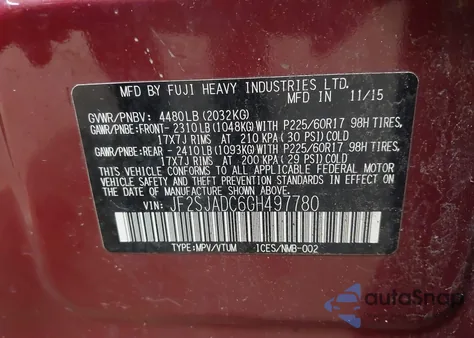 MFD BY FUJI HEAVY INDUSTRIES LTD.
MADE IN 11/15
GVWR/PNBV: 4480LB (2032KG)
GAWR/PNBE:FRONT- 2310LB(1048KG)WITH P225/60R17 98H TIRES,
17X7J RIMS AT 210 KPA(30 PSI)COLD
GAWR/PNBE:REAR - 2410LB(1093KG)WITH P225/60R17 98H TIRES,
17X7J RIMS AT 200 KPA(29 PSI)COLD
THIS VEHICLE CONFORMS TO ALL APPLICABLE FEDERAL MOTOR
VEHICLE SAFETY, BUMPER, AND THEFT PREVENTION STANDARDS
IN EFFECT ON THE DATE OF MANUFACTURE SHOWN ABOVE.
VIN: JF2SJADC6GH497780
TYPE:MPV/VTUM ICES/NMB-002
autoSnap